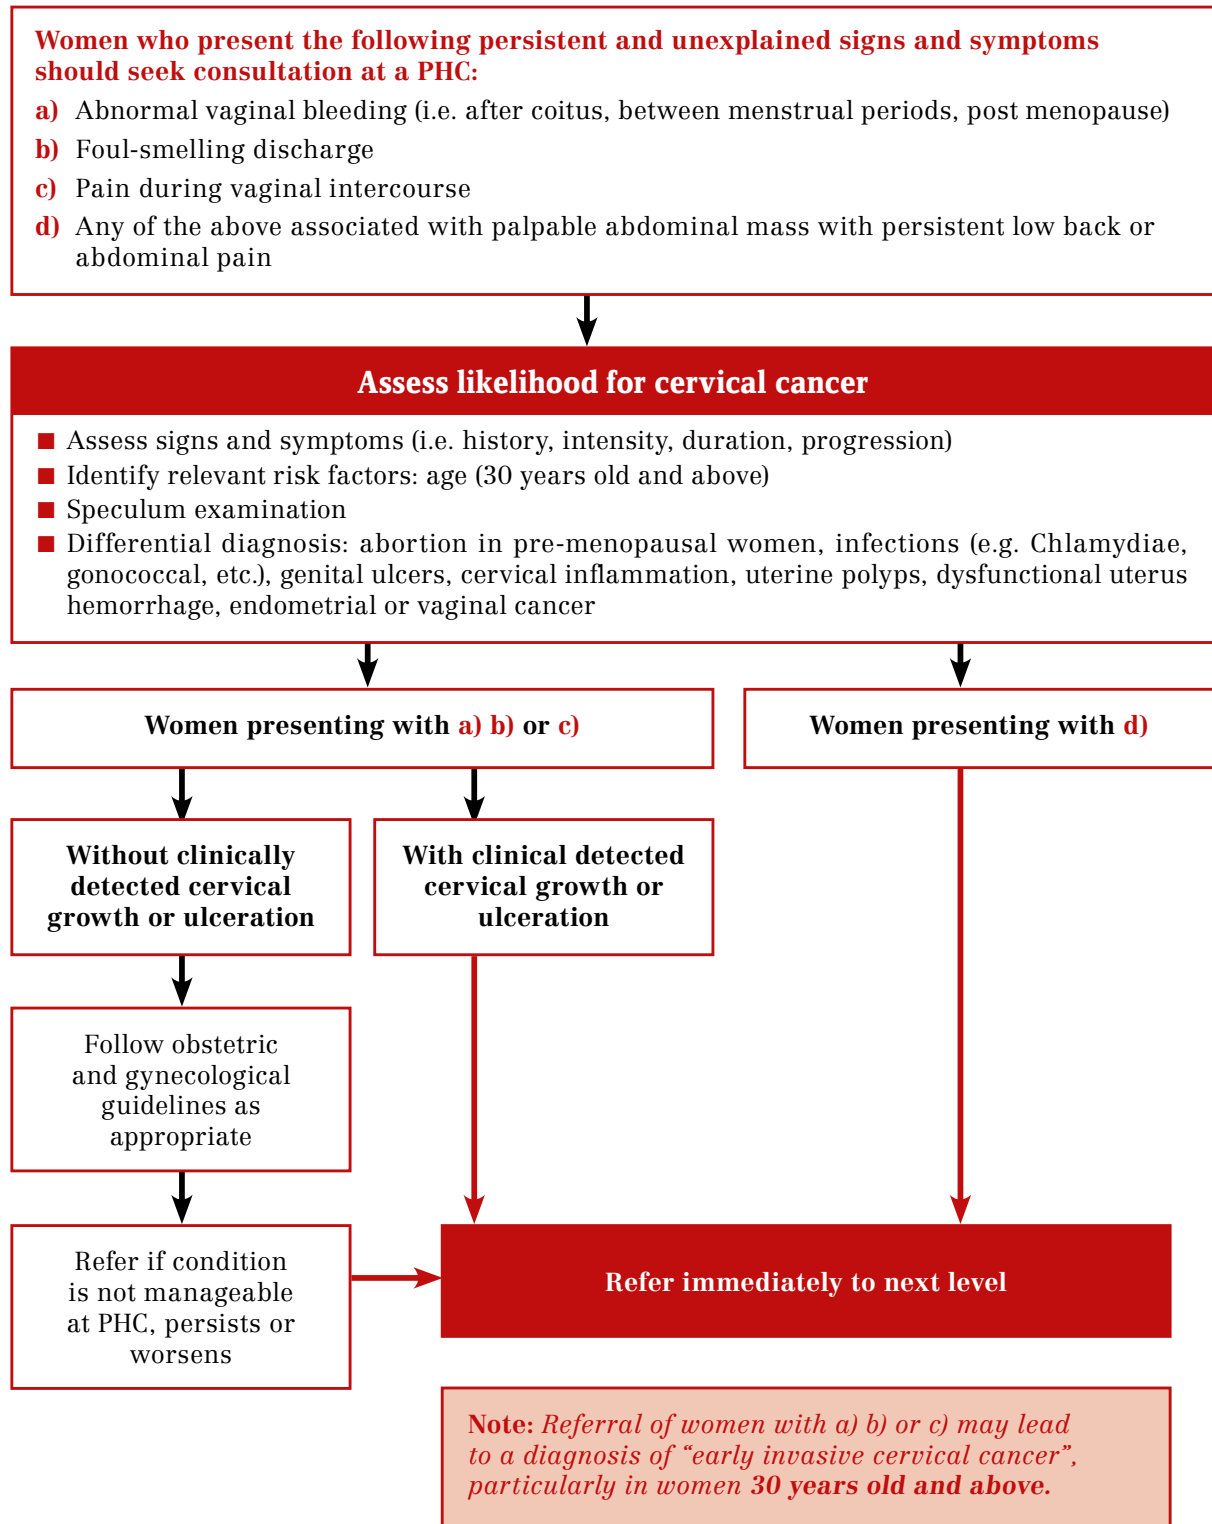 Women who present the following persistent and unexplained signs and symptoms
should seek consultation at a PHC:
a) Abnormal vaginal bleeding (i.e. after coitus, between menstrual periods, post menopause)
b) Foul-smelling discharge
c) Pain during vaginal intercourse
d) Any of the above associated with palpable abdominal mass with persistent low back or
abdominal pain
Assess likelihood for cervical cancer
■ Assess signs and symptoms (i.e. history, intensity, duration, progression)
■ Identify relevant risk factors: age (30 years old and above)
■ Speculum examination
■ Differential diagnosis: abortion in pre-menopausal women, infections (e.g. Chlamydiae,
gonococcal, etc.), genital ulcers, cervical inflammation, uterine polyps, dysfunctional uterus
hemorrhage, endometrial or vaginal cancer
Women presenting with a) b) or c)
Women presenting with d)
Without clinically
detected cervical
growth or ulceration
With clinical detected
cervical growth or
ulceration
Follow obstetric
and gynecological
guidelines as
appropriate
Refer if condition
is not manageable
at PHC, persists or
worsens
Refer immediately to next level
Note: Referral of women with a) b) or c) may lead
to a diagnosis of “early invasive cervical cancer”,
particularly in women 30 years old and above.